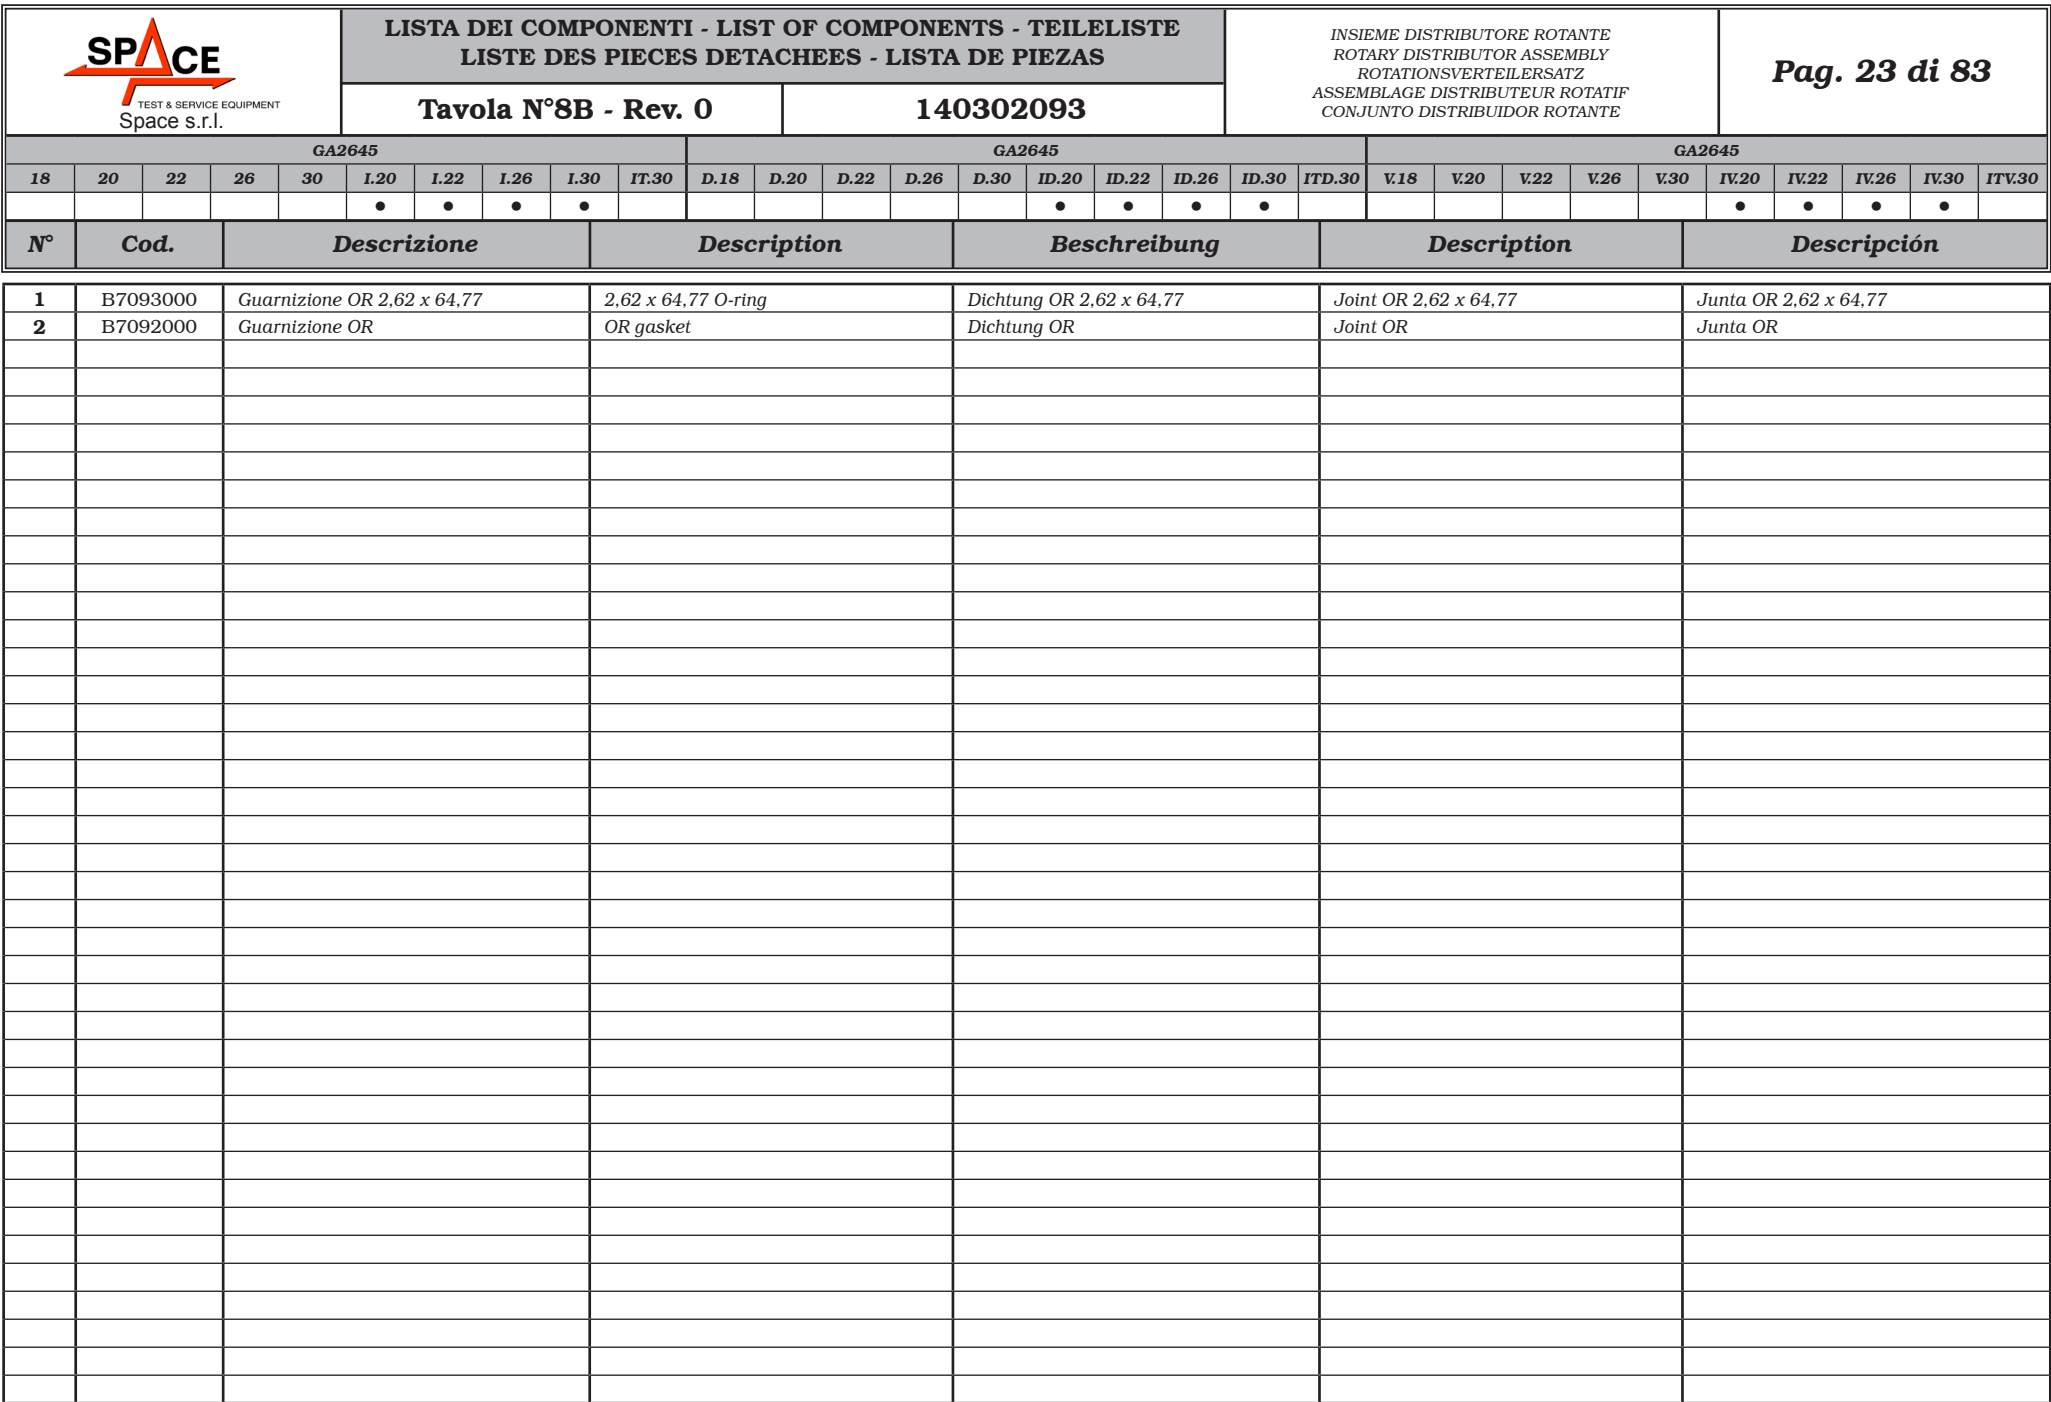 SPACE
TEST & SERVICE EQUIPMENT
Space s.r.l.
LISTA DEI COMPONENTI - LIST OF COMPONENTS - TEILELISTE
LISTE DES PIECES DETACHEES - LISTA DE PIEZAS
Tavola N°8B - Rev. 0 140302093
INSIEME DISTRIBUTORE ROTANTE
ROTARY DISTRIBUTOR ASSEMBLY
ROTATIONSVERTEILERSATZ
ASSEMBLAGE DISTRIBUTEUR ROTATIF
CONJUNTO DISTRIBUIDOR ROTANTE
Pag. 23 di 83
GA2645 GA2645 GA2645
18 20 22 26 30 I.20 I.22 I.26 I.30 IT.30 D.18 D.20 D.22 D.26 D.30 ID.20 ID.22 ID.26 ID.30 ITD.30 V.18 V.20 V.22 V.26 V.30 IV.20 IV.22 IV.26 IV.30 ITV.30
• • • • • • • • • • • •
N° Cod. Descrizione Description Beschreibung Description Descripción
1 B7093000 Guarnizione OR 2,62 x 64,77 2,62 x 64,77 O-ring Dichtung OR 2,62 x 64,77 Joint OR 2,62 x 64,77 Junta OR 2,62 x 64,77
2 B7092000 Guarnizione OR OR gasket Dichtung OR Joint OR Junta OR